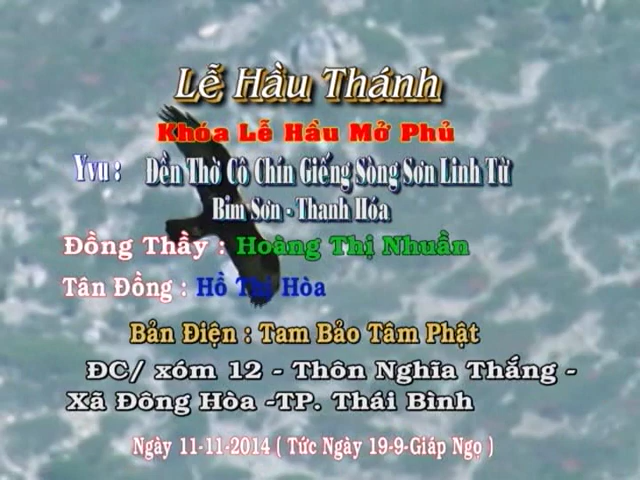 Lễ Hầu Thánh
Khóa Lễ Hầu Mở Phủ
Yvu : Đền Thờ Cô Chín Giếng Sòng Sơn Linh Từ
Bỉm Sơn - Thanh Hóa
Đồng Thầy : Hoàng Thị Nhuần
Tân Đồng : Hồ Thị Hòa
Bản Điện : Tam Bảo Tâm Phật
ĐC/ xóm 12 - Thôn Nghĩa Thắng -
Xã Đông Hòa -TP. Thái Bình
Ngày 11-11-2014 ( Tức Ngày 19-9-Giáp Ngọ )